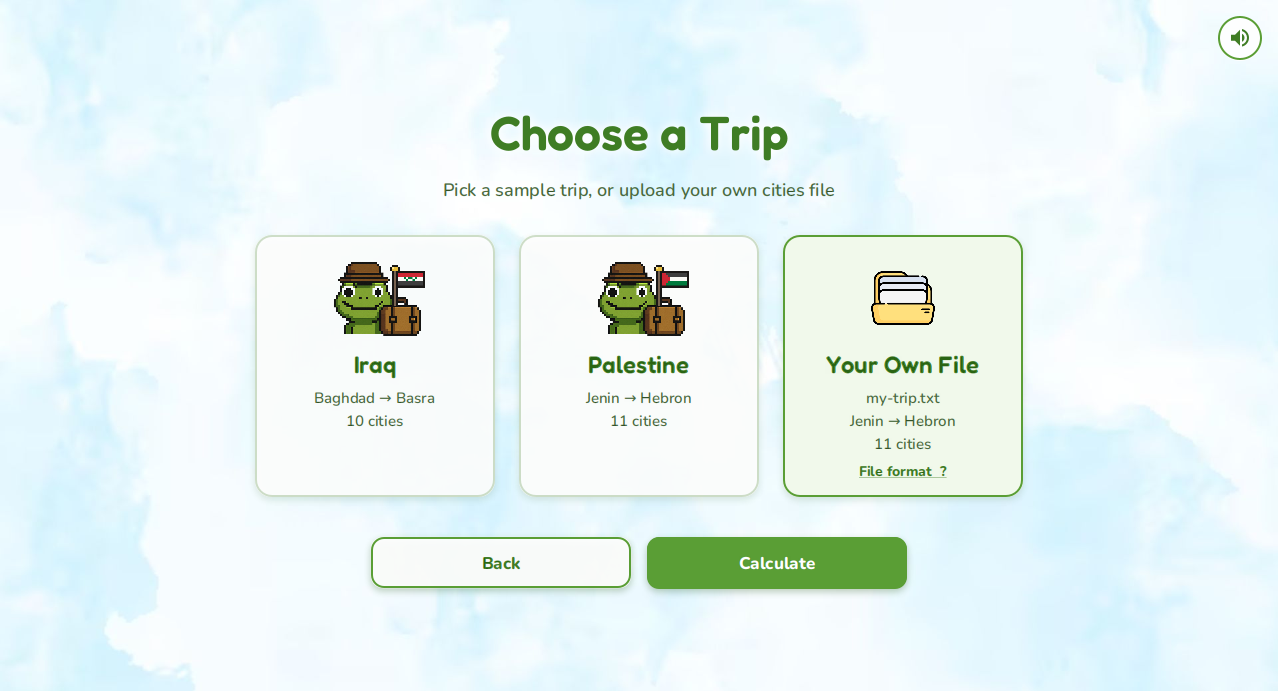 Choose a Trip
Pick a sample trip, or upload your own cities file
Iraq
Baghdad → Basra
10 cities
Palestine
Jenin → Hebron
11 cities
Your Own File
my-trip.txt
Jenin → Hebron
11 cities
File format ?
Back
Calculate